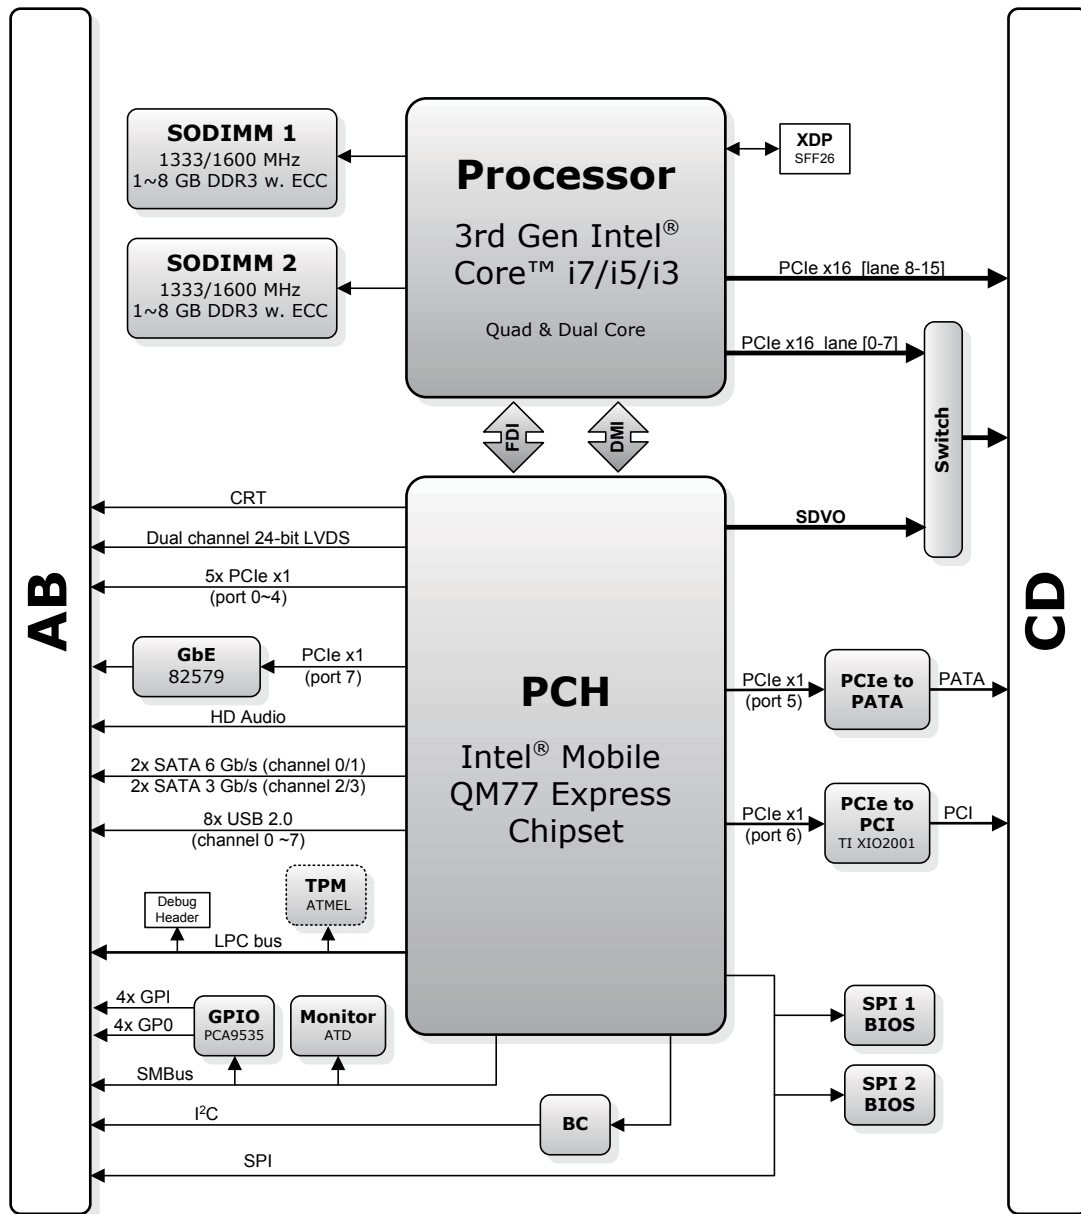 AB
CD
SODIMM 1
1333/1600 MHz
1~8 GB DDR3 w. ECC
SODIMM 2
1333/1600 MHz
1~8 GB DDR3 w. ECC
Processor
3rd Gen Intel®
Core™ i7/i5/i3
Quad & Dual Core
XDP
SFF26
PCIe x16 [lane 8-15]
PCIe x16 lane [0-7]
Switch
FDI
DMI
SDVO
CRT
Dual channel 24-bit LVDS
5x PCIe x1
(port 0~4)
GbE
82579
PCIe x1
(port 7)
HD Audio
2x SATA 6 Gb/s (channel 0/1)
2x SATA 3 Gb/s (channel 2/3)
8x USB 2.0
(channel 0 ~7)
PCH
Intel® Mobile
QM77 Express
Chipset
PCIe x1
(port 5)
PCIe to
PATA
PATA
PCIe x1
(port 6)
PCIe to
PCI
TI XIO2001
PCI
Debug
Header
TPM
ATMEL
LPC bus
4x GPI
4x GP0
GPIO
PCA9535
Monitor
ATD
SMBus
I²C
BC
SPI
SPI 1
BIOS
SPI 2
BIOS